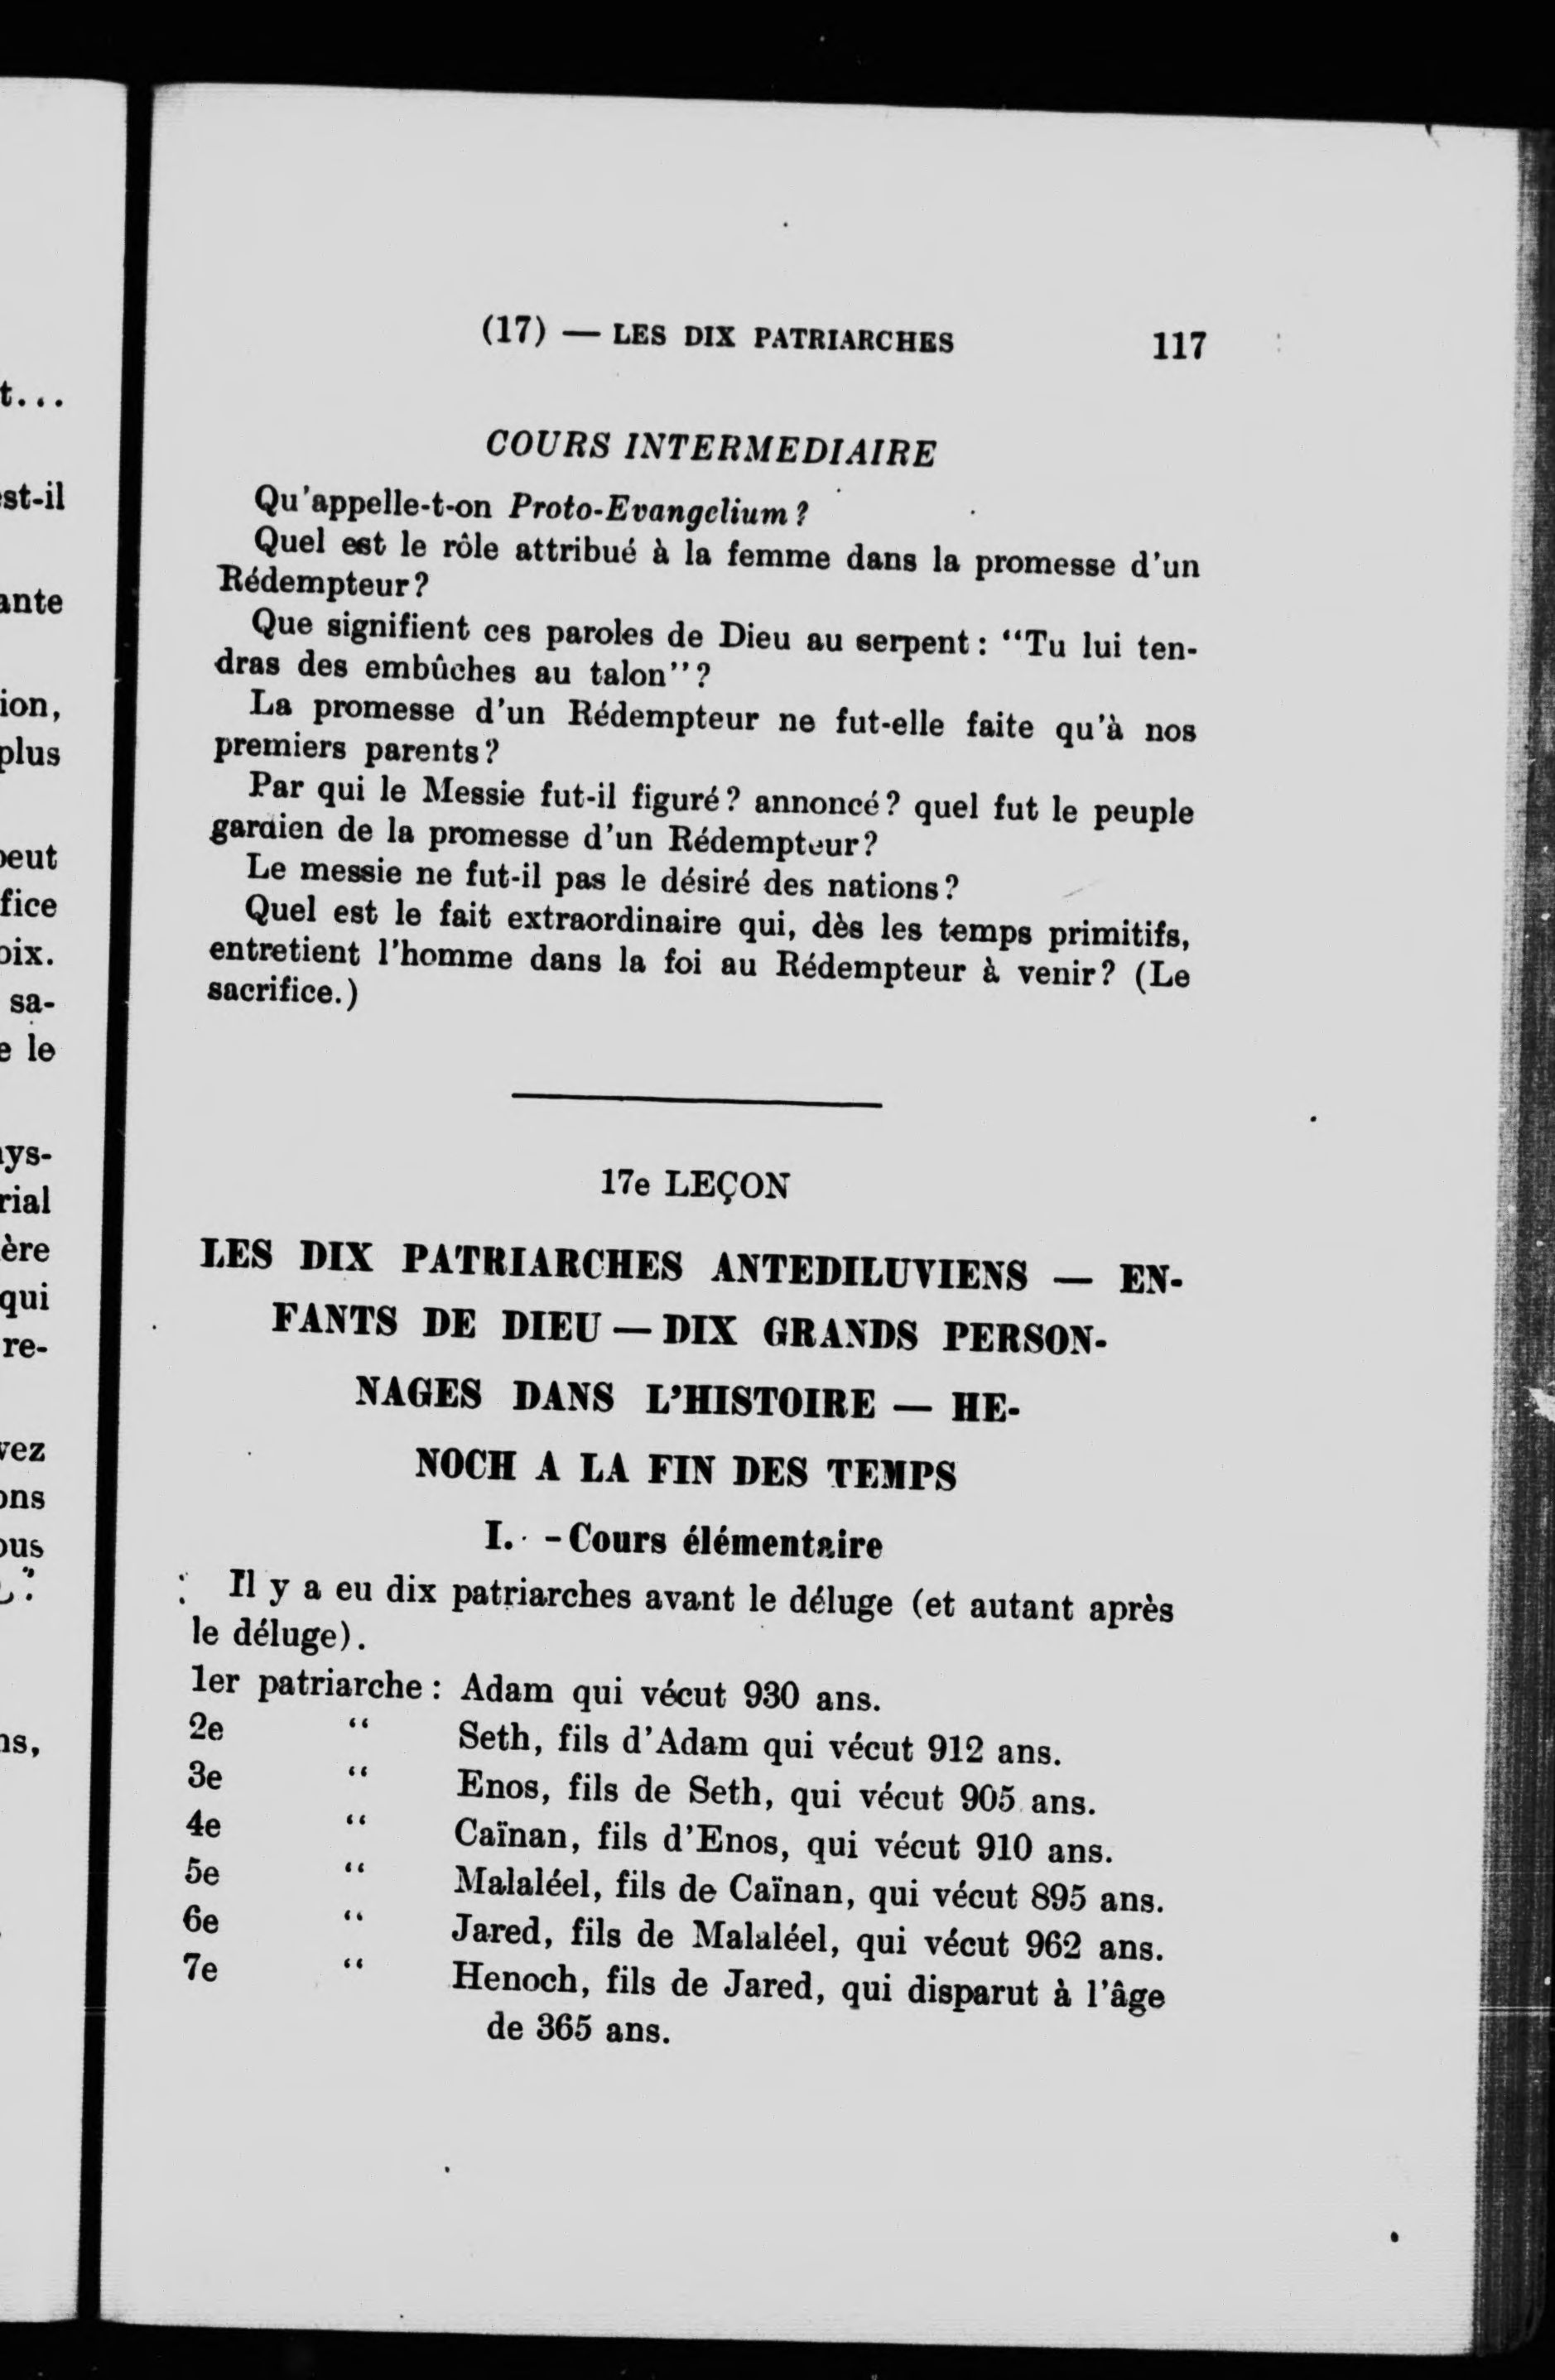 (17) — LES DIX PATRIARCHES 117
COURS INTERMEDIAIRE
Qu'appelle-t-on Proto-Evangelium?
Quel est le rôle attribué à la femme dans la promesse d'un
Rédempteur?
Que signifient ces paroles de Dieu au serpent: "Tu lui ten-
dras des embûches au talon"?
La promesse d'un Rédempteur ne fut-elle faite qu'à nos
premiers parents?
Par qui le Messie fut-il figuré? annoncé? quel fut le peuple
gardien de la promesse d'un Rédempteur?
Le messie ne fut-il pas le désiré des nations?
Quel est le fait extraordinaire qui, dès les temps primitifs,
entretient l'homme dans la foi au Rédempteur à venir? (Le
sacrifice.)
17e LEÇON
LES DIX PATRIARCHES ANTEDILUVIENS — EN-
FANTS DE DIEU — DIX GRANDS PERSON-
NAGES DANS L'HISTOIRE — HE-
NOCH A LA FIN DES TEMPS
I. - Cours élémentaire
Il y a eu dix patriarches avant le déluge (et autant après
le déluge).
1er patriarche: Adam qui vécut 930 ans.
2e " Seth, fils d'Adam qui vécut 912 ans.
3e " Enos, fils de Seth, qui vécut 905 ans.
4e " Caïnan, fils d'Enos, qui vécut 910 ans.
5e " Malaléel, fils de Caïnan, qui vécut 895 ans.
6e " Jared, fils de Malaléel, qui vécut 962 ans.
7e " Henoch, fils de Jared, qui disparut à l'âge
de 365 ans.